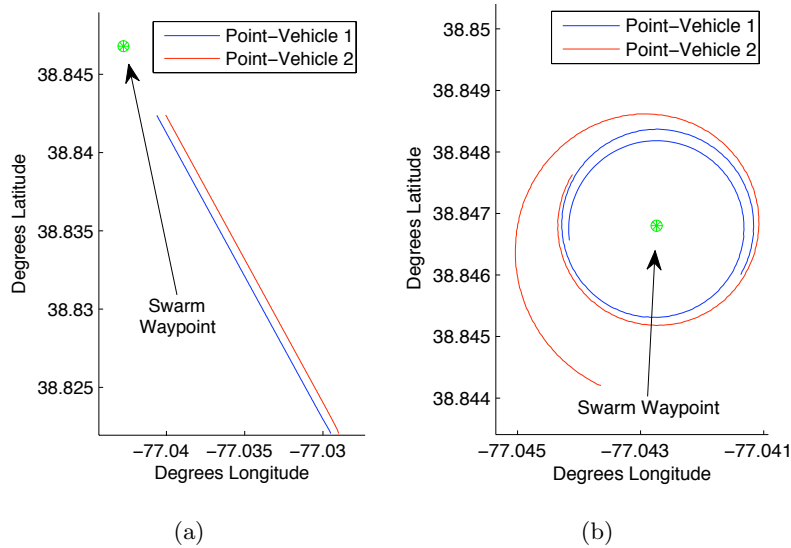 Point-Vehicle 1
Point-Vehicle 2
38.845
38.84
38.835
38.83
38.825
Degrees Latitude
Swarm
Waypoint
−77.04
−77.035
−77.03
Degrees Longitude
(a)
Point-Vehicle 1
Point-Vehicle 2
38.85
38.849
38.848
38.847
38.846
38.845
38.844
Degrees Latitude
Swarm Waypoint
−77.045
−77.043
−77.041
Degrees Longitude
(b)